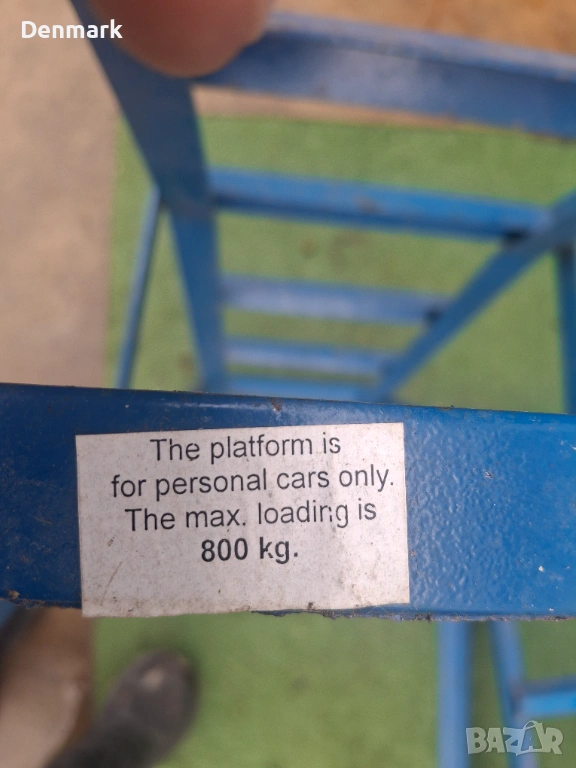 Denmark
The platform is
for personal cars only.
The max. loading is
800 kg.
BAZAR